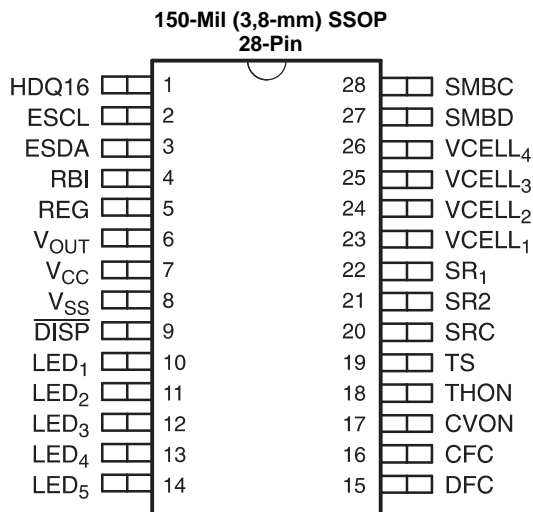 150-Mil (3,8-mm) SSOP
28-Pin
HDQ16 1 28 SMBC
ESCL 2 27 SMBD
ESDA 3 26 VCELL4
RBI 4 25 VCELL3
REG 5 24 VCELL2
VOUT 6 23 VCELL1
VCC 7 22 SR1
VSS 8 21 SR2
DISP 9 20 SRC
LED1 10 19 TS
LED2 11 18 THON
LED3 12 17 CVON
LED4 13 16 CFC
LED5 14 15 DFC